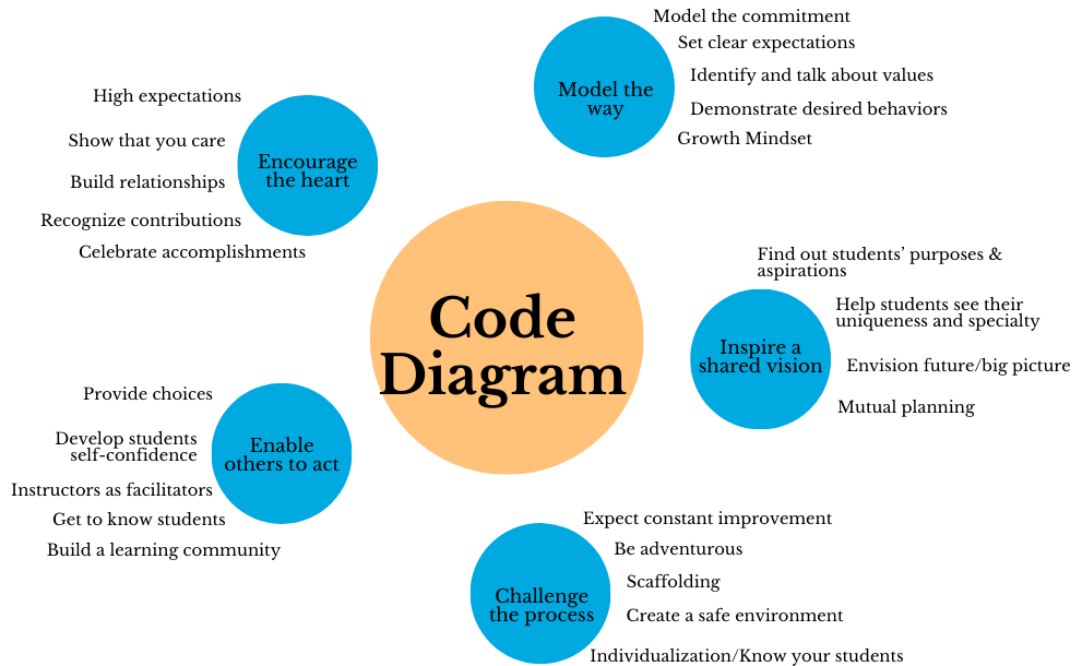 Model the commitment
Set clear expectations
Identify and talk about values
Demonstrate desired behaviors
Growth Mindset
Model the
way
High expectations
Show that you care
Build relationships
Recognize contributions
Celebrate accomplishments
Encourage
the heart
Code
Diagram
Find out students’ purposes &
aspirations
Help students see their
uniqueness and specialty
Envision future/big picture
Mutual planning
Inspire a
shared vision
Provide choices
Develop students
self-confidence
Instructors as facilitators
Get to know students
Build a learning community
Enable
others to act
Expect constant improvement
Be adventurous
Scaffolding
Create a safe environment
Individualization/Know your students
Challenge
the process